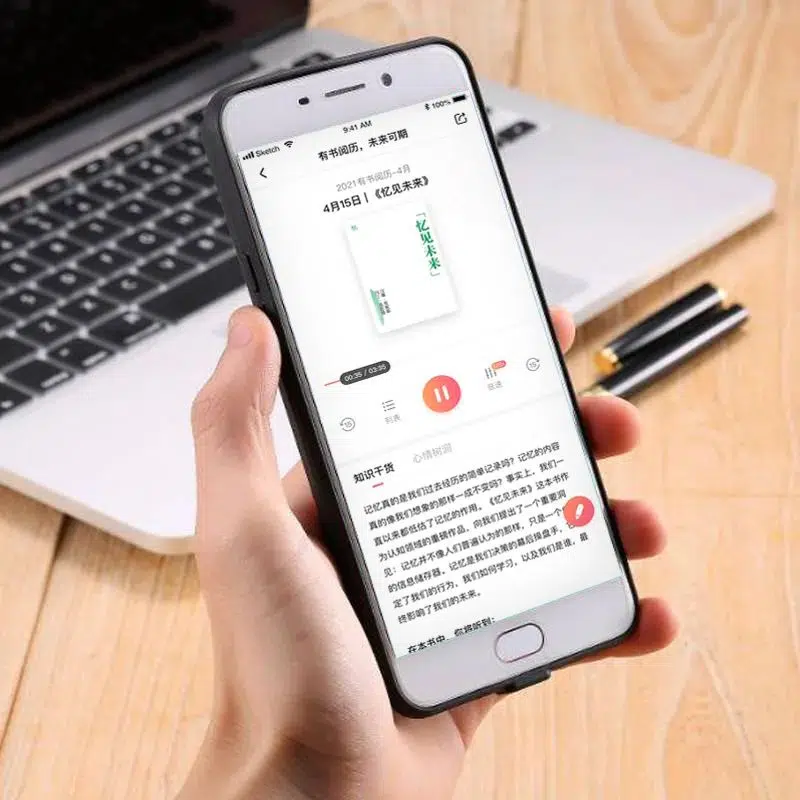 Sketch 9:41 AM 100%
有书阅历，未来可期
2021有书阅历-4月
4月15日 | 《忆见未来》
「忆见未来」
00:35 / 03:35
15 列表 倍速 15
知识干货 心情树洞
记忆真的是我们过去经历的简单记录吗？记忆的内容
真的像我们想象的那样一成不变吗？事实上，我们一
直以来都低估了记忆的作用。《忆见未来》这本书作
为认知领域的重磅作品，向我们提出了一个重要洞
见：记忆并不像人们普遍认为的那样，只是一个
的信息储存器。记忆是我们决策的幕后操盘手，
定了我们的行为、我们如何学习，以及我们是谁，最
终影响了我们的未来。
在本书中，你将听到：